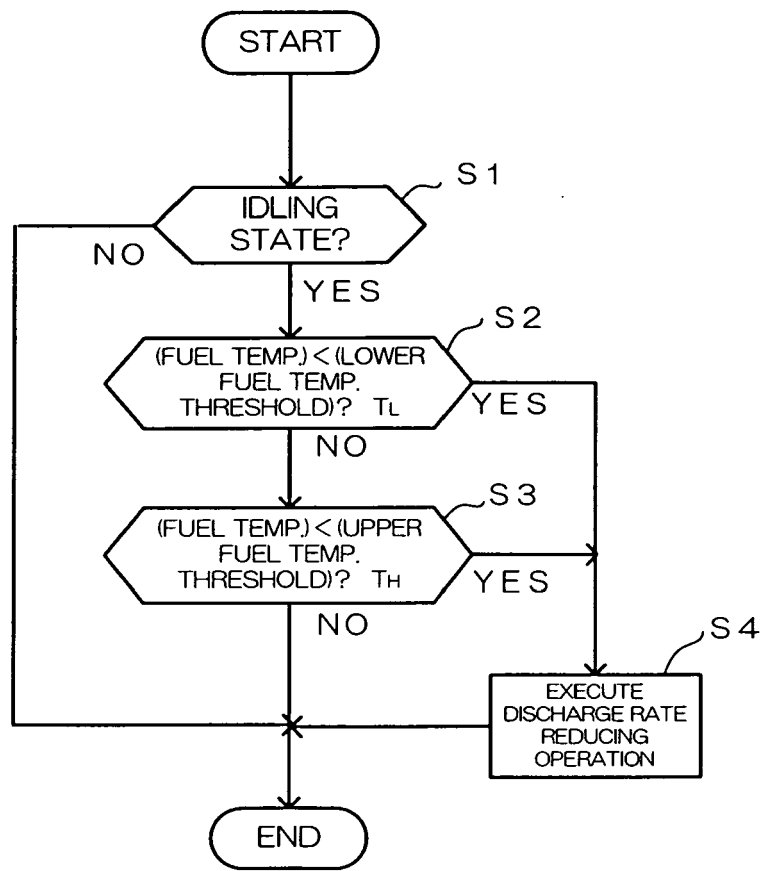 START
S1
IDLING
STATE?
NO
YES
S2
(FUEL TEMP.)<(LOWER
FUEL TEMP.
THRESHOLD)? TL
YES
NO
S3
(FUEL TEMP.)<(UPPER
FUEL TEMP.
THRESHOLD)? TH
YES
NO
S4
EXECUTE
DISCHARGE RATE
REDUCING
OPERATION
END